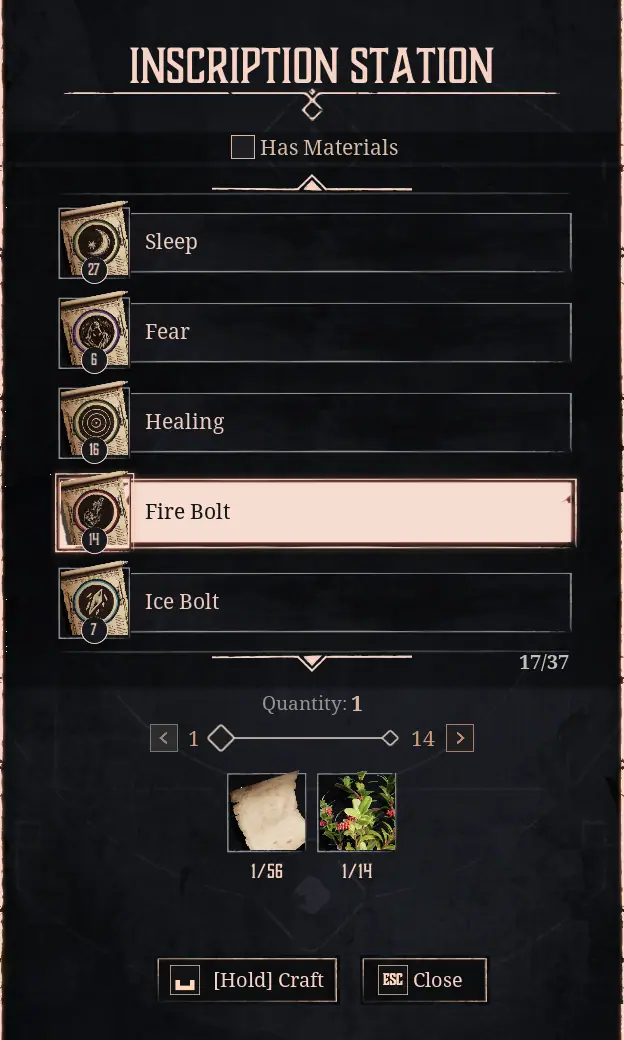 INSCRIPTION STATION
Has Materials
Sleep
27
Fear
6
Healing
16
Fire Bolt
14
Ice Bolt
7
17/37
Quantity: 1
< 1 14 >
1/56 1/14
[Hold] Craft
ESC Close